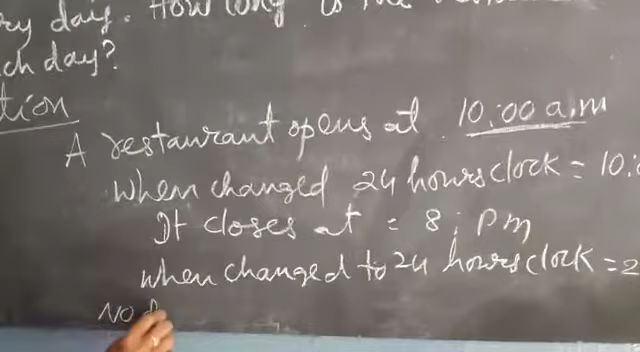 ry day. How long is the
ch day?
tion
A restaurant opens at 10:00 a.m
When changed 24 hours clock = 10:
It closes at = 8 : pm
When changed to 24 hours clock = 2
No